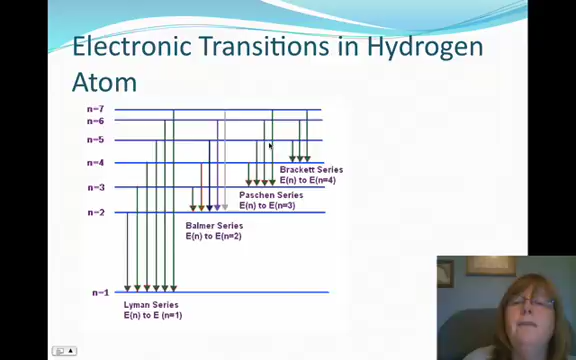 Electronic Transitions in Hydrogen
Atom
n=7
n=6
n=5
n=4
n=3
n=2
n=1
Brackett Series
E(n) to E(n=4)
Paschen Series
E(n) to E(n=3)
Balmer Series
E(n) to E(n=2)
Lyman Series
E(n) to E (n=1)